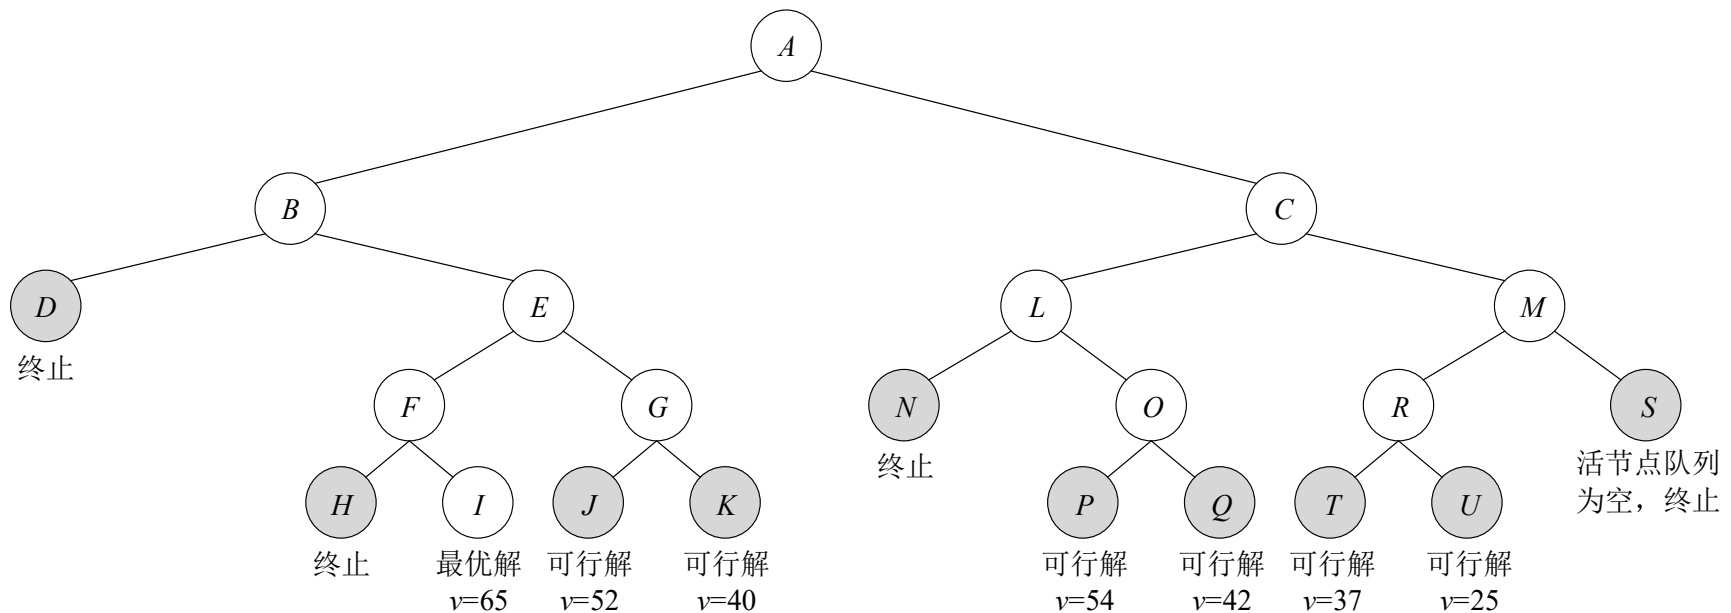 A
B
C
D
E
L
M
终止
F
G
N
O
R
S
终止
活节点队列
为空，终止
H
I
J
K
P
Q
T
U
终止
最优解
v=65
可行解
v=52
可行解
v=40
可行解
v=54
可行解
v=42
可行解
v=37
可行解
v=25